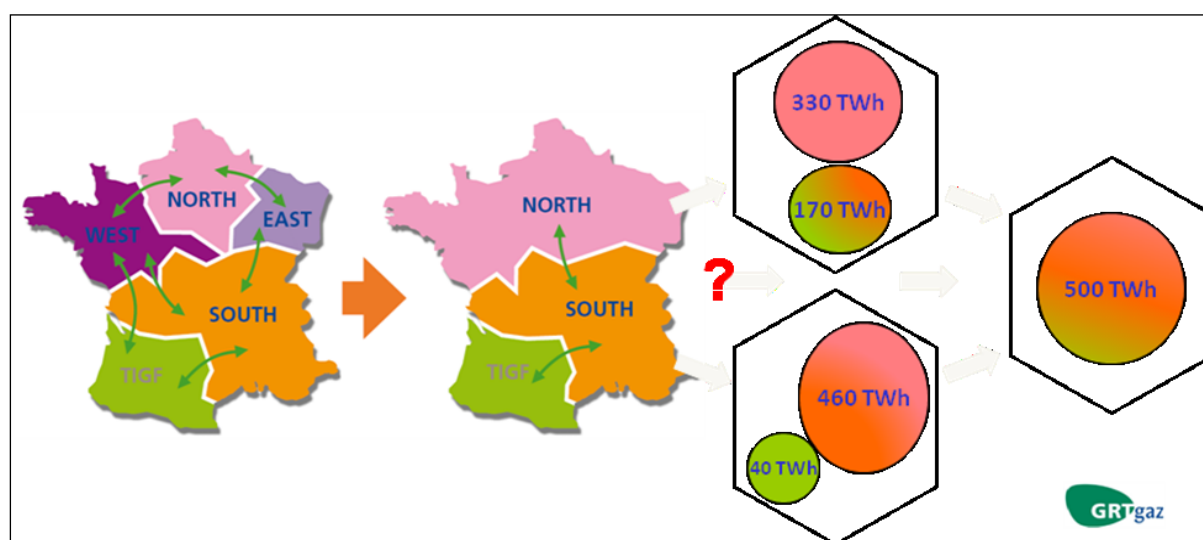 NORTH
EAST
WEST
SOUTH
TIGF
NORTH
SOUTH
TIGF
?
330 TWh
170 TWh
460 TWh
40 TWh
500 TWh
GRTgaz